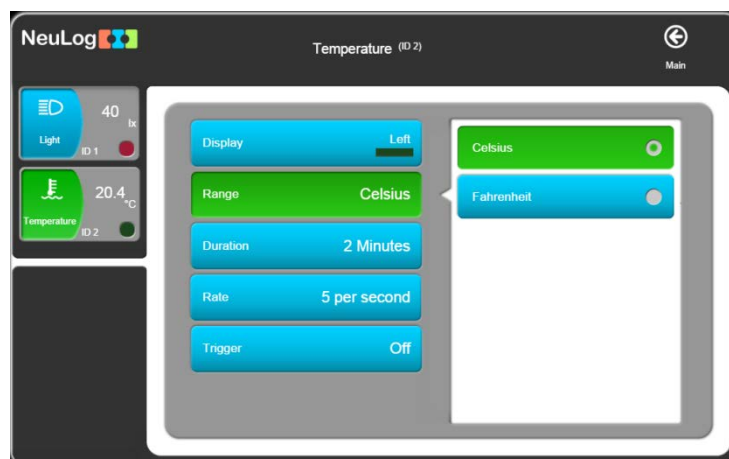 NeuLog
Temperature (ID 2)
Main
40 lx
Light
ID 1
20.4 °C
Temperature
ID 2
Display Left
Range Celsius
Duration 2 Minutes
Rate 5 per second
Trigger Off
Celsius
Fahrenheit